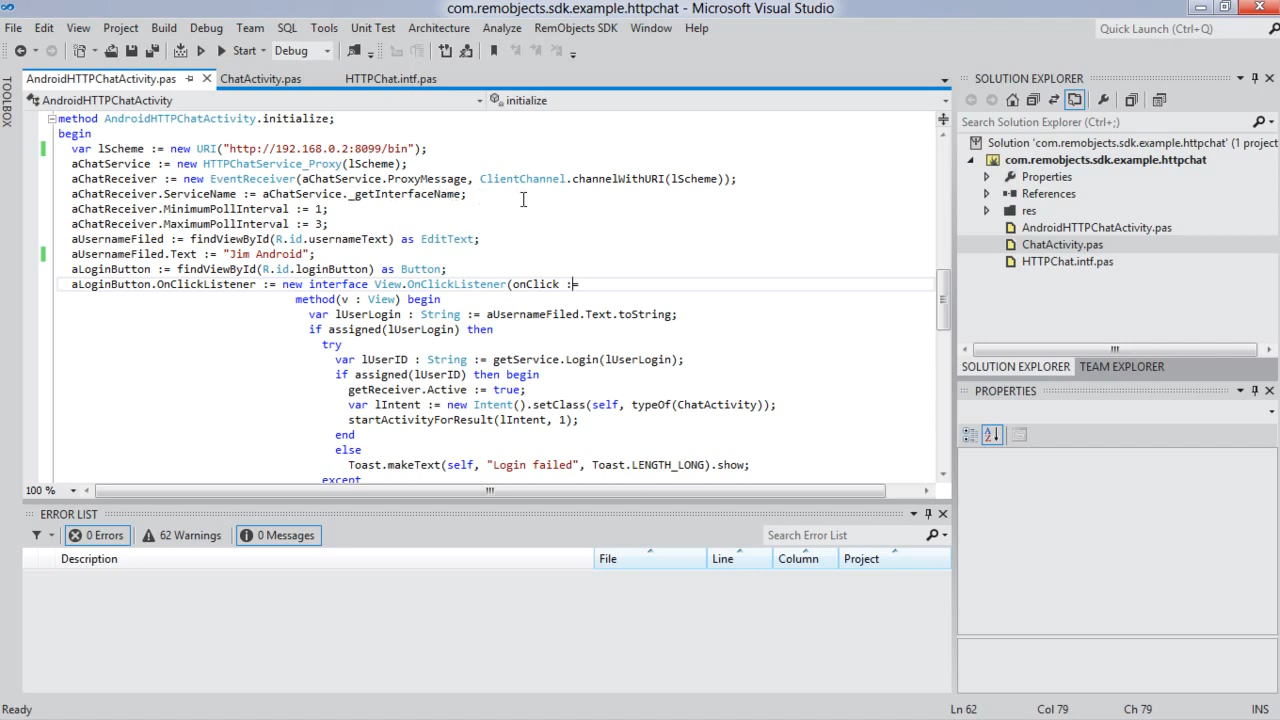 com.remobjects.sdk.example.httpchat - Microsoft Visual Studio
File Edit View Project Build Debug Team SQL Tools Unit Test Architecture Analyze RemObjects SDK Window Help
Quick Launch (Ctrl+;)
Start Debug
TOOLBOX
AndroidHTTPChatActivity.pas ChatActivity.pas HTTPChat.intf.pas
AndroidHTTPChatActivity initialize
method AndroidHTTPChatActivity.initialize;
begin
var lScheme := new URI("http://192.168.0.2:8099/bin");
aChatService := new HTTPChatService_Proxy(lScheme);
aChatReceiver := new EventReceiver(aChatService.ProxyMessage, ClientChannel.channelWithURI(lScheme));
aChatReceiver.ServiceName := aChatService._getInterfaceName;
aChatReceiver.MinimumPollInterval := 1;
aChatReceiver.MaximumPollInterval := 3;
aUsernameFiled := findViewById(R.id.usernameText) as EditText;
aUsernameFiled.Text := "Jim Android";
aLoginButton := findViewById(R.id.loginButton) as Button;
aLoginButton.OnClickListener := new interface View.OnClickListener(onClick :=
method(v : View) begin
var lUserLogin : String := aUsernameFiled.Text.toString;
if assigned(lUserLogin) then
try
var lUserID : String := getService.Login(lUserLogin);
if assigned(lUserID) then begin
getReceiver.Active := true;
var lIntent := new Intent().setClass(self, typeOf(ChatActivity));
startActivityForResult(lIntent, 1);
end
else
Toast.makeText(self, "Login failed", Toast.LENGTH_LONG).show;
except
100 %
SOLUTION EXPLORER
Search Solution Explorer (Ctrl+;)
Solution 'com.remobjects.sdk.example.httpchat' (1 project)
com.remobjects.sdk.example.httpchat
Properties
References
res
AndroidHTTPChatActivity.pas
ChatActivity.pas
HTTPChat.intf.pas
SOLUTION EXPLORER TEAM EXPLORER
PROPERTIES
ERROR LIST
0 Errors 62 Warnings 0 Messages
Search Error List
Description File Line Column Project
Ready
Ln 62 Col 79 Ch 79 INS